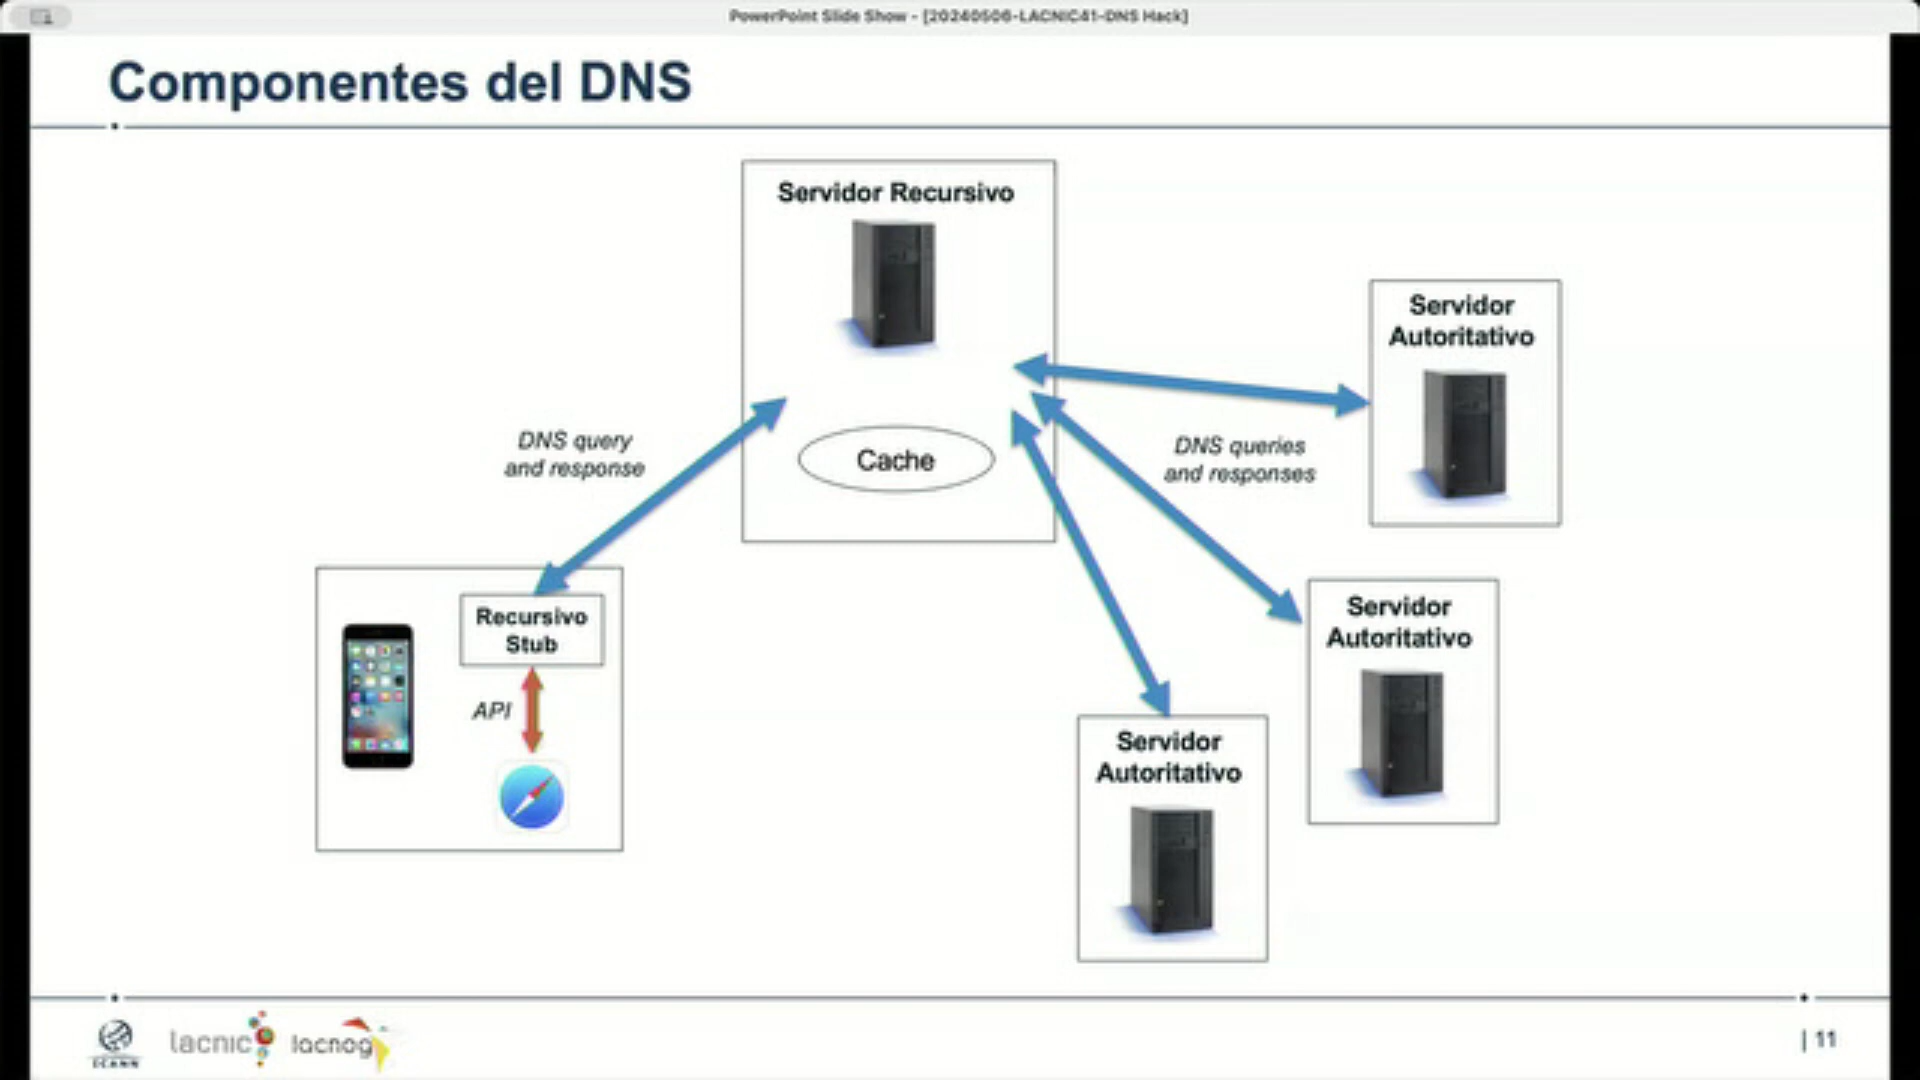 PowerPoint Slide Show - [20240506-LACNIC41-DNS Hack]
Componentes del DNS
Servidor Recursivo
Cache
DNS query
and response
DNS queries
and responses
Servidor
Autoritativo
Servidor
Autoritativo
Servidor
Autoritativo
Recursivo
Stub
API
ICANN
lacnic
lacnog
| 11